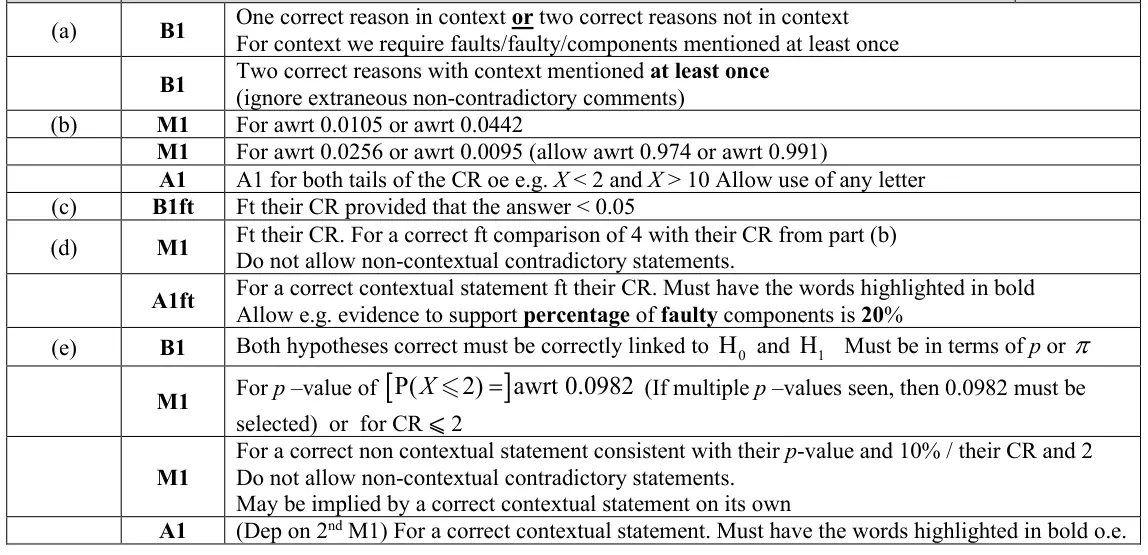 (a) B1 One correct reason in context or two correct reasons not in context
For context we require faults/faulty/components mentioned at least once
B1 Two correct reasons with context mentioned at least once
(ignore extraneous non-contradictory comments)
(b) M1 For awrt 0.0105 or awrt 0.0442
M1 For awrt 0.0256 or awrt 0.0095 (allow awrt 0.974 or awrt 0.991)
A1 A1 for both tails of the CR oe e.g. X < 2 and X > 10 Allow use of any letter
(c) B1ft Ft their CR provided that the answer < 0.05
(d) M1 Ft their CR. For a correct ft comparison of 4 with their CR from part (b)
Do not allow non-contextual contradictory statements.
A1ft For a correct contextual statement ft their CR. Must have the words highlighted in bold
Allow e.g. evidence to support percentage of faulty components is 20%
(e) B1 Both hypotheses correct must be correctly linked to H₀ and H₁ Must be in terms of p or π
M1 For p –value of [P(X ⩽ 2) =] awrt 0.0982 (If multiple p –values seen, then 0.0982 must be
selected) or for CR ⩽ 2
M1 For a correct non contextual statement consistent with their p-value and 10% / their CR and 2
Do not allow non-contextual contradictory statements.
May be implied by a correct contextual statement on its own
A1 (Dep on 2nd M1) For a correct contextual statement. Must have the words highlighted in bold o.e.